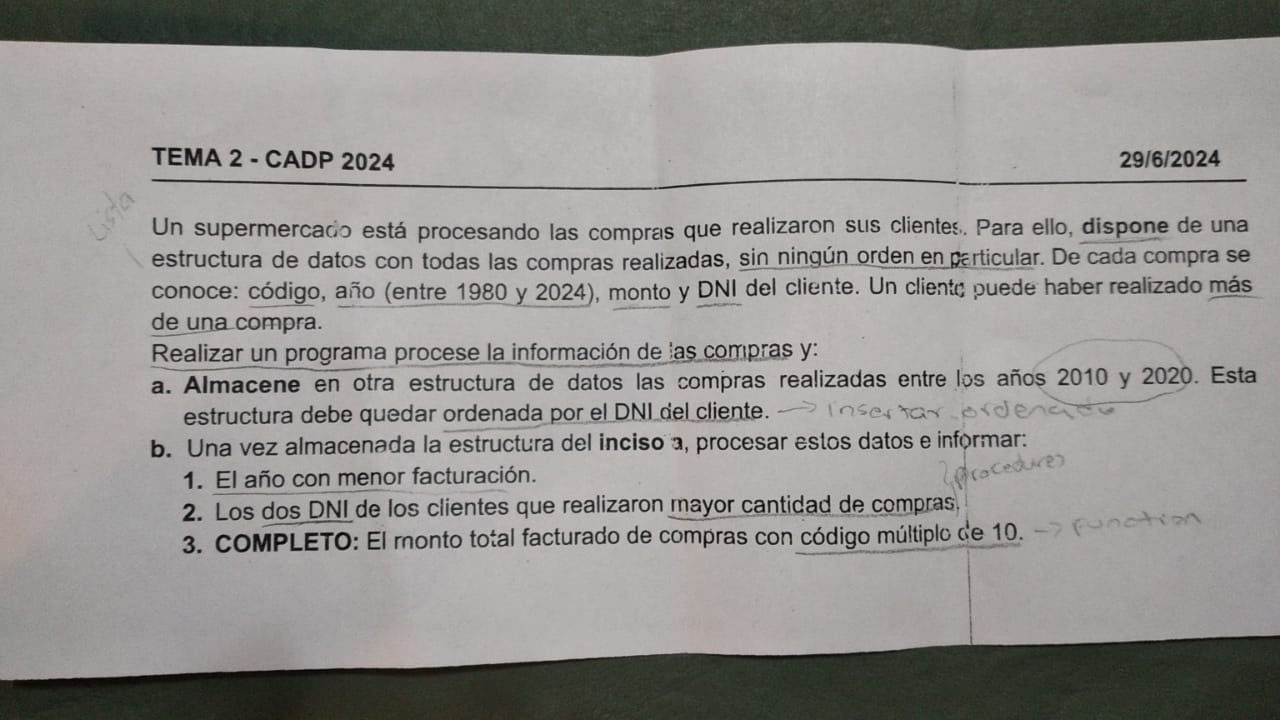 TEMA 2 - CADP 2024 29/6/2024
Lista
Un supermercado está procesando las compras que realizaron sus clientes. Para ello, dispone de una
estructura de datos con todas las compras realizadas, sin ningún orden en particular. De cada compra se
conoce: código, año (entre 1980 y 2024), monto y DNI del cliente. Un cliente puede haber realizado más
de una compra.
Realizar un programa procese la información de las compras y:
a. Almacene en otra estructura de datos las compras realizadas entre los años 2010 y 2020. Esta
estructura debe quedar ordenada por el DNI del cliente. → insertar ordenado
b. Una vez almacenada la estructura del inciso a, procesar estos datos e informar:
1. El año con menor facturación.
procedures
2. Los dos DNI de los clientes que realizaron mayor cantidad de compras.
3. COMPLETO: El monto total facturado de compras con código múltiplo de 10. → function